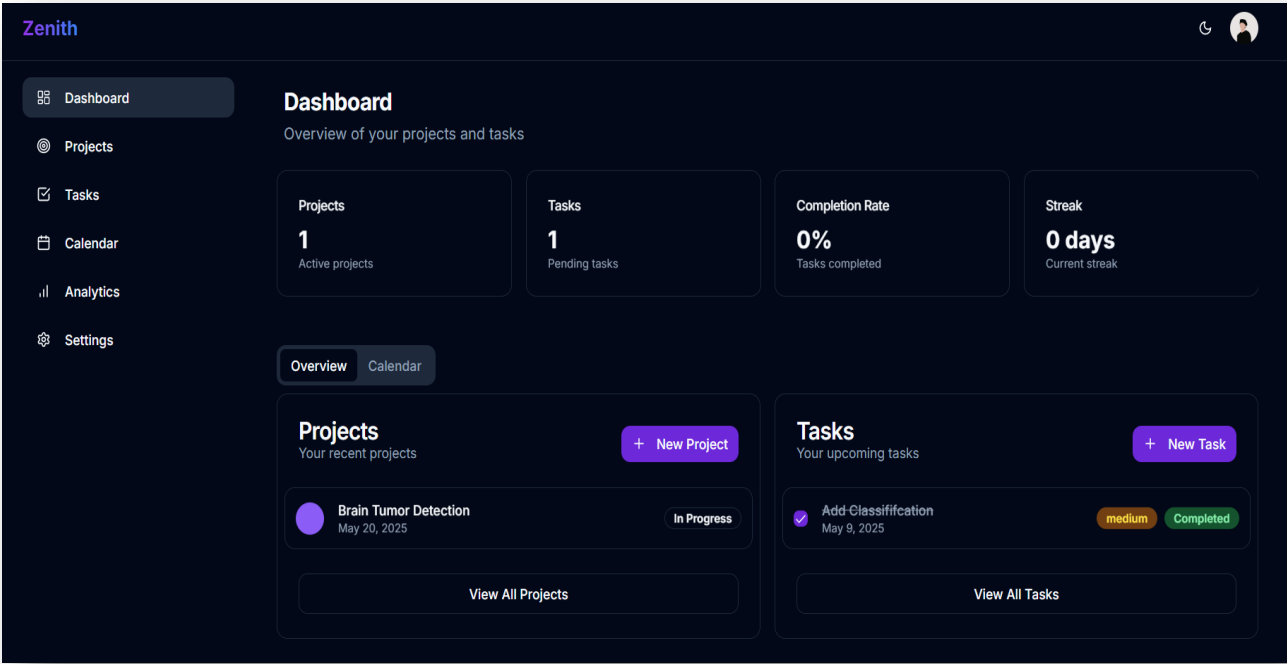 Zenith
Dashboard
Projects
Tasks
Calendar
Analytics
Settings
Dashboard
Overview of your projects and tasks
Projects
1
Active projects
Tasks
1
Pending tasks
Completion Rate
0%
Tasks completed
Streak
0 days
Current streak
Overview Calendar
Projects
Your recent projects
+ New Project
Brain Tumor Detection
May 20, 2025
In Progress
View All Projects
Tasks
Your upcoming tasks
+ New Task
Add Classififcation
May 9, 2025
medium Completed
View All Tasks